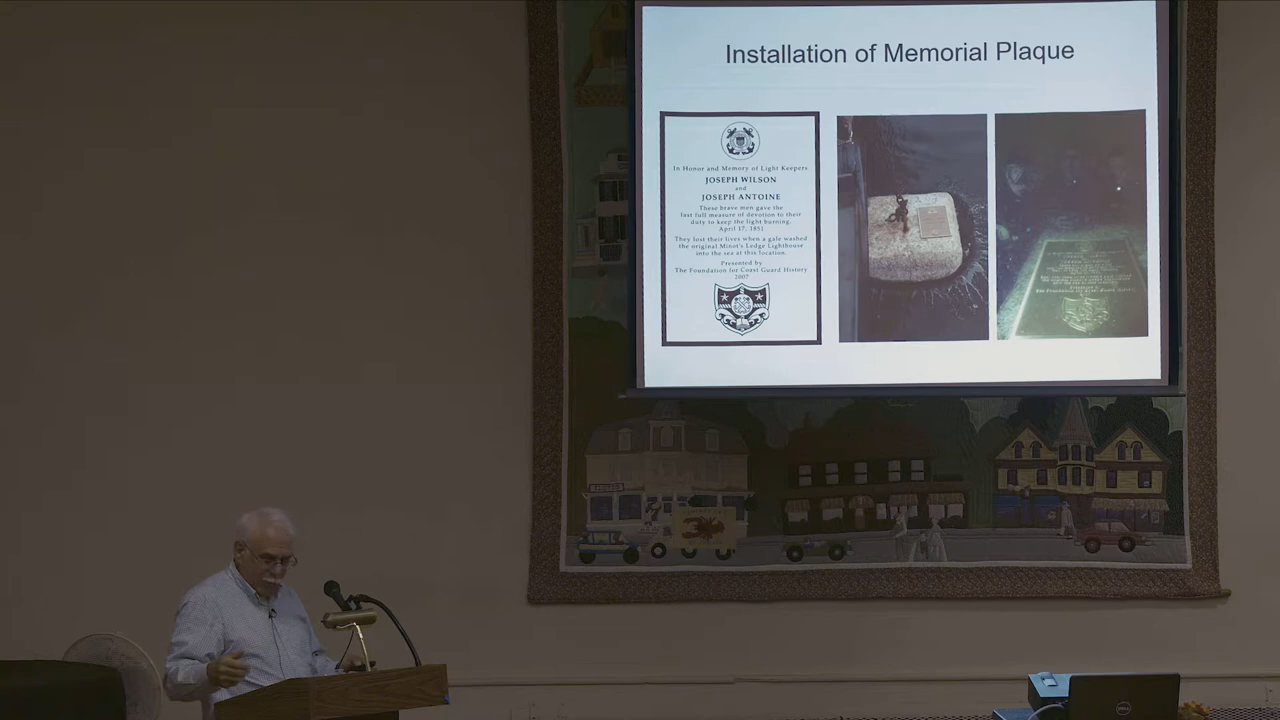 Installation of Memorial Plaque
In Honor and Memory of Light Keepers
JOSEPH WILSON
and
JOSEPH ANTOINE
These brave men gave the
last full measure of devotion to their
duty to keep the light burning.
April 17, 1851
They lost their lives when a gale washed
the original Minot's Ledge Lighthouse
into the sea at this location.
Presented by
The Foundation for Coast Guard History
2007
DELL